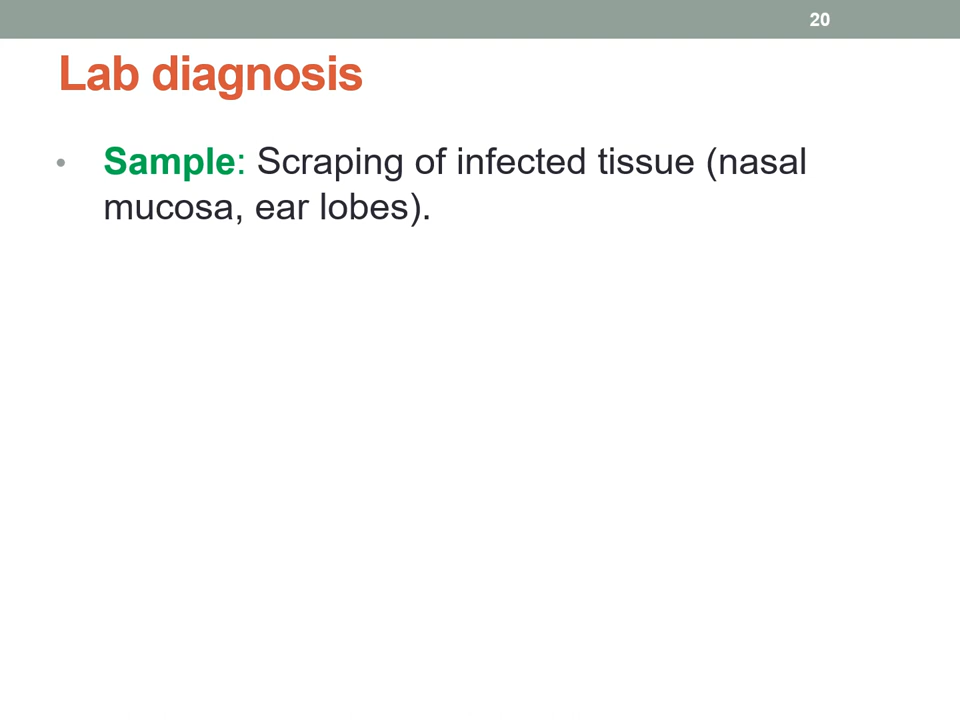 20
Lab diagnosis
• Sample: Scraping of infected tissue (nasal
mucosa, ear lobes).